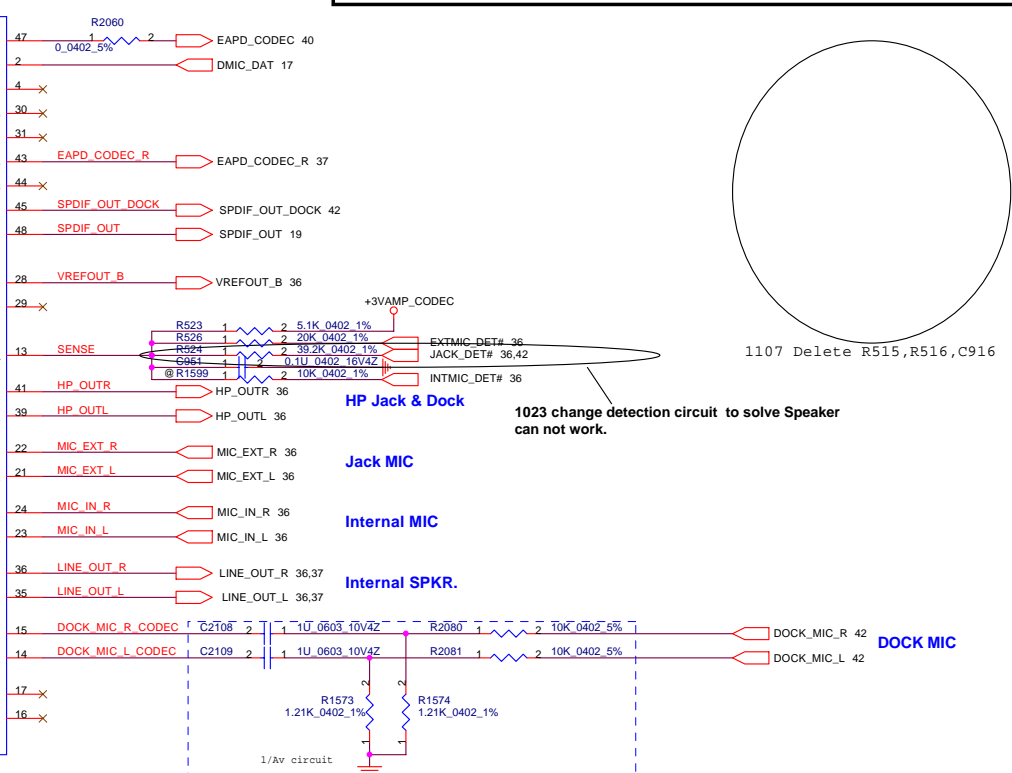 R2060
47 1 2 EAPD_CODEC 40
0_0402_5%
2 DMIC_DAT 17
4
30
31
43 EAPD_CODEC_R EAPD_CODEC_R 37
44
45 SPDIF_OUT_DOCK SPDIF_OUT_DOCK 42
48 SPDIF_OUT SPDIF_OUT 19
28 VREFOUT_B VREFOUT_B 36
29
+3VAMP_CODEC
R523 1 2 5.1K_0402_1%
R526 1 2 20K_0402_1% EXTMIC_DET# 36
13 SENSE R524 1 2 39.2K_0402_1% JACK_DET# 36,42
C951 1 2 0.1U_0402_16V4Z
@ R1599 1 2 10K_0402_1% INTMIC_DET# 36
1107 Delete R515,R516,C916
41 HP_OUTR HP_OUTR 36
HP Jack & Dock
39 HP_OUTL HP_OUTL 36
1023 change detection circuit to solve Speaker
can not work.
22 MIC_EXT_R MIC_EXT_R 36
Jack MIC
21 MIC_EXT_L MIC_EXT_L 36
24 MIC_IN_R MIC_IN_R 36
Internal MIC
23 MIC_IN_L MIC_IN_L 36
36 LINE_OUT_R LINE_OUT_R 36,37
Internal SPKR.
35 LINE_OUT_L LINE_OUT_L 36,37
15 DOCK_MIC_R_CODEC C2108 2 1 1U_0603_10V4Z R2080 1 2 10K_0402_5% DOCK_MIC_R 42
DOCK MIC
14 DOCK_MIC_L_CODEC C2109 2 1 1U_0603_10V4Z R2081 1 2 10K_0402_5% DOCK_MIC_L 42
17
2 2
R1573 R1574
1.21K_0402_1% 1.21K_0402_1%
16
1 1
1/Av circuit